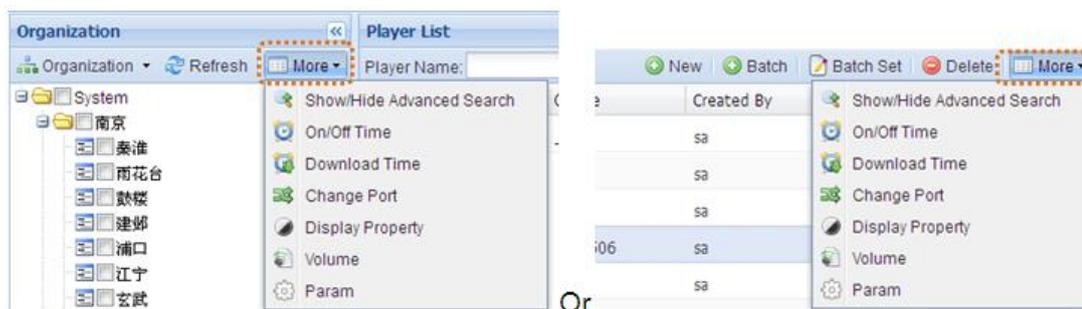 Organization
Player List
Organization Refresh More Player Name:
System
南京
秦淮
雨花台
鼓楼
建邺
浦口
江宁
玄武
Show/Hide Advanced Search
On/Off Time
Download Time
Change Port
Display Property
Volume
Param
Or
New Batch Batch Set Delete More
Created By
sa
sa
sa
506 sa
sa
Show/Hide Advanced Search
On/Off Time
Download Time
Change Port
Display Property
Volume
Param